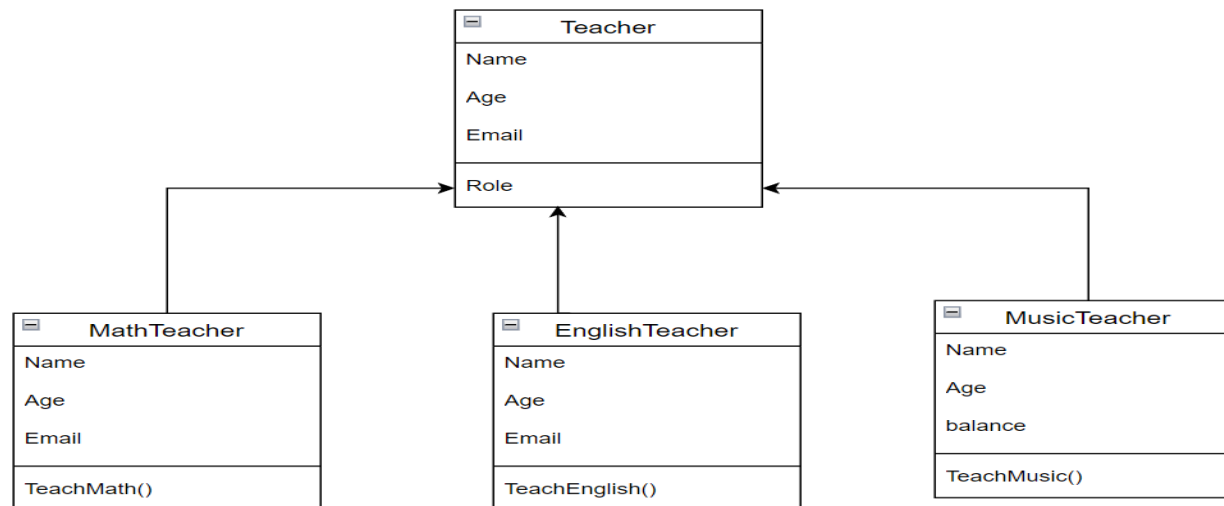 Teacher
Name
Age
Email
Role
MathTeacher
Name
Age
Email
TeachMath()
EnglishTeacher
Name
Age
Email
TeachEnglish()
MusicTeacher
Name
Age
balance
TeachMusic()